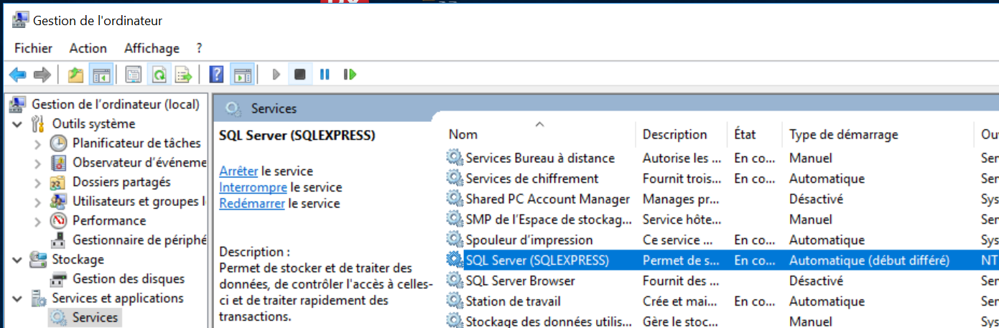 Gestion de l'ordinateur
Fichier Action Affichage ?
Gestion de l'ordinateur (local)
Outils système
Planificateur de tâches
Observateur d'événeme
Dossiers partagés
Utilisateurs et groupes l
Performance
Gestionnaire de périphé
Stockage
Gestion des disques
Services et applications
Services
Services
SQL Server (SQLEXPRESS)
Arrêter le service
Interrompre le service
Redémarrer le service
Description :
Permet de stocker et de traiter des
données, de contrôler l'accès à celles-
ci et de traiter rapidement des
transactions.
Nom Description État Type de démarrage Ou
Services Bureau à distance Autorise les ... En co... Manuel Ser
Services de chiffrement Fournit trois... En co... Automatique Ser
Shared PC Account Manager Manages pr... Désactivé Sys
SMP de l'Espace de stockag... Service hôte... Manuel Ser
Spouleur d'impression Ce service ... En co... Automatique Sys
SQL Server (SQLEXPRESS) Permet de s... En co... Automatique (début différé) NT
SQL Server Browser Fournit des ... Désactivé Ser
Station de travail Crée et mai... En co... Automatique Ser
Stockage des données utilis... Gère le stoc... Manuel Sys